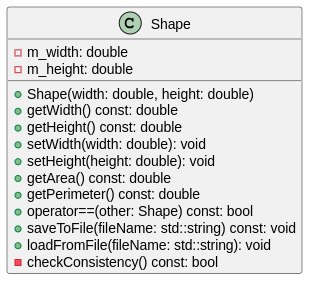 C Shape
m_width: double
m_height: double
Shape(width: double, height: double)
getWidth() const: double
getHeight() const: double
setWidth(width: double): void
setHeight(height: double): void
getArea() const: double
getPerimeter() const: double
operator==(other: Shape) const: bool
saveToFile(fileName: std::string) const: void
loadFromFile(fileName: std::string): void
checkConsistency() const: bool